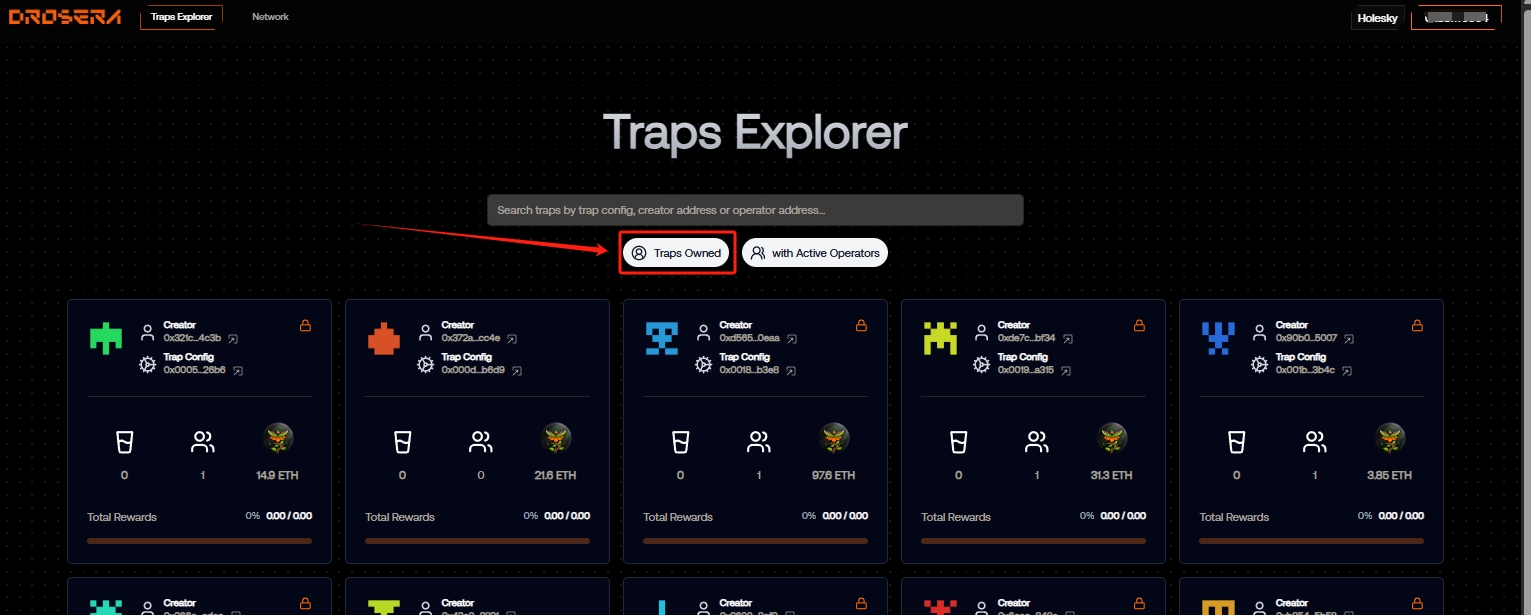 DROSERA Traps Explorer Network Holesky
Traps Explorer
Search traps by trap config, creator address or operator address...
Traps Owned with Active Operators
Creator
0x321c...4c3b
Trap Config
0x0005...26b6
0 1 14.9 ETH
Total Rewards 0% 0.00 / 0.00
Creator
0x372a...cc4e
Trap Config
0x000d...b6d9
0 0 21.6 ETH
Total Rewards 0% 0.00 / 0.00
Creator
0xd565...0eaa
Trap Config
0x0018...b3e8
0 1 97.6 ETH
Total Rewards 0% 0.00 / 0.00
Creator
0xde7c...bf34
Trap Config
0x0019...a315
0 1 31.3 ETH
Total Rewards 0% 0.00 / 0.00
Creator
0x90b0...5007
Trap Config
0x001b...3b4c
0 1 3.85 ETH
Total Rewards 0% 0.00 / 0.00
Creator
Creator
Creator
Creator
Creator